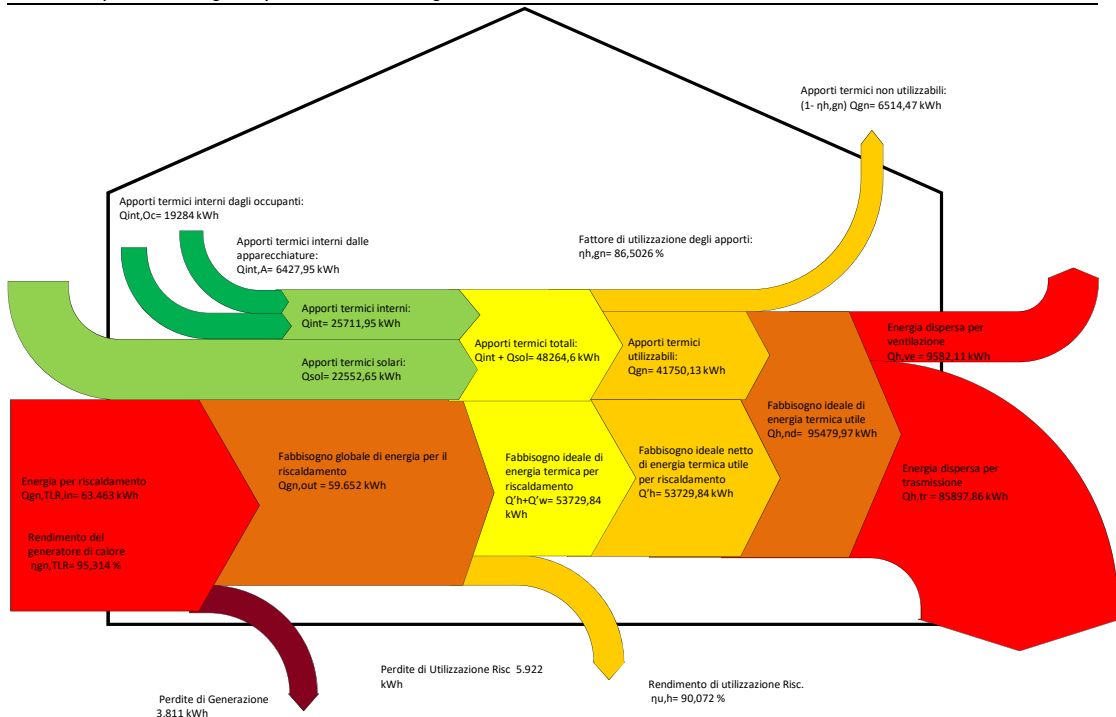 Apporti termici non utilizzabili:
(1- ηh,gn) Qgn= 6514,47 kWh
Apporti termici interni dagli occupanti:
Qint,Oc= 19284 kWh
Apporti termici interni dalle
apparecchiature:
Qint,A= 6427,95 kWh
Fattore di utilizzazione degli apporti:
ηh,gn= 86,5026 %
Apporti termici interni:
Qint= 25711,95 kWh
Apporti termici solari:
Qsol= 22552,65 kWh
Apporti termici totali:
Qint + Qsol= 48264,6 kWh
Apporti termici
utilizzabili:
Qgn= 41750,13 kWh
Energia dispersa per
ventilazione
Qh,ve = 9582,11 kWh
Fabbisogno ideale di
energia termica utile
Qh,nd= 95479,97 kWh
Energia per riscaldamento
Qgn,TLR,in= 63.463 kWh
Rendimento del
generatore di calore
ηgn,TLR= 95,314 %
Fabbisogno globale di energia per il
riscaldamento
Qgn,out = 59.652 kWh
Fabbisogno ideale di
energia termica per
riscaldamento
Q'h+Q'w= 53729,84
kWh
Fabbisogno ideale netto
di energia termica utile
per riscaldamento
Q'h= 53729,84 kWh
Energia dispersa per
trasmissione
Qh,tr = 85897,86 kWh
Perdite di Generazione
3.811 kWh
Perdite di Utilizzazione Risc 5.922
kWh
Rendimento di utilizzazione Risc.
ηu,h= 90,072 %